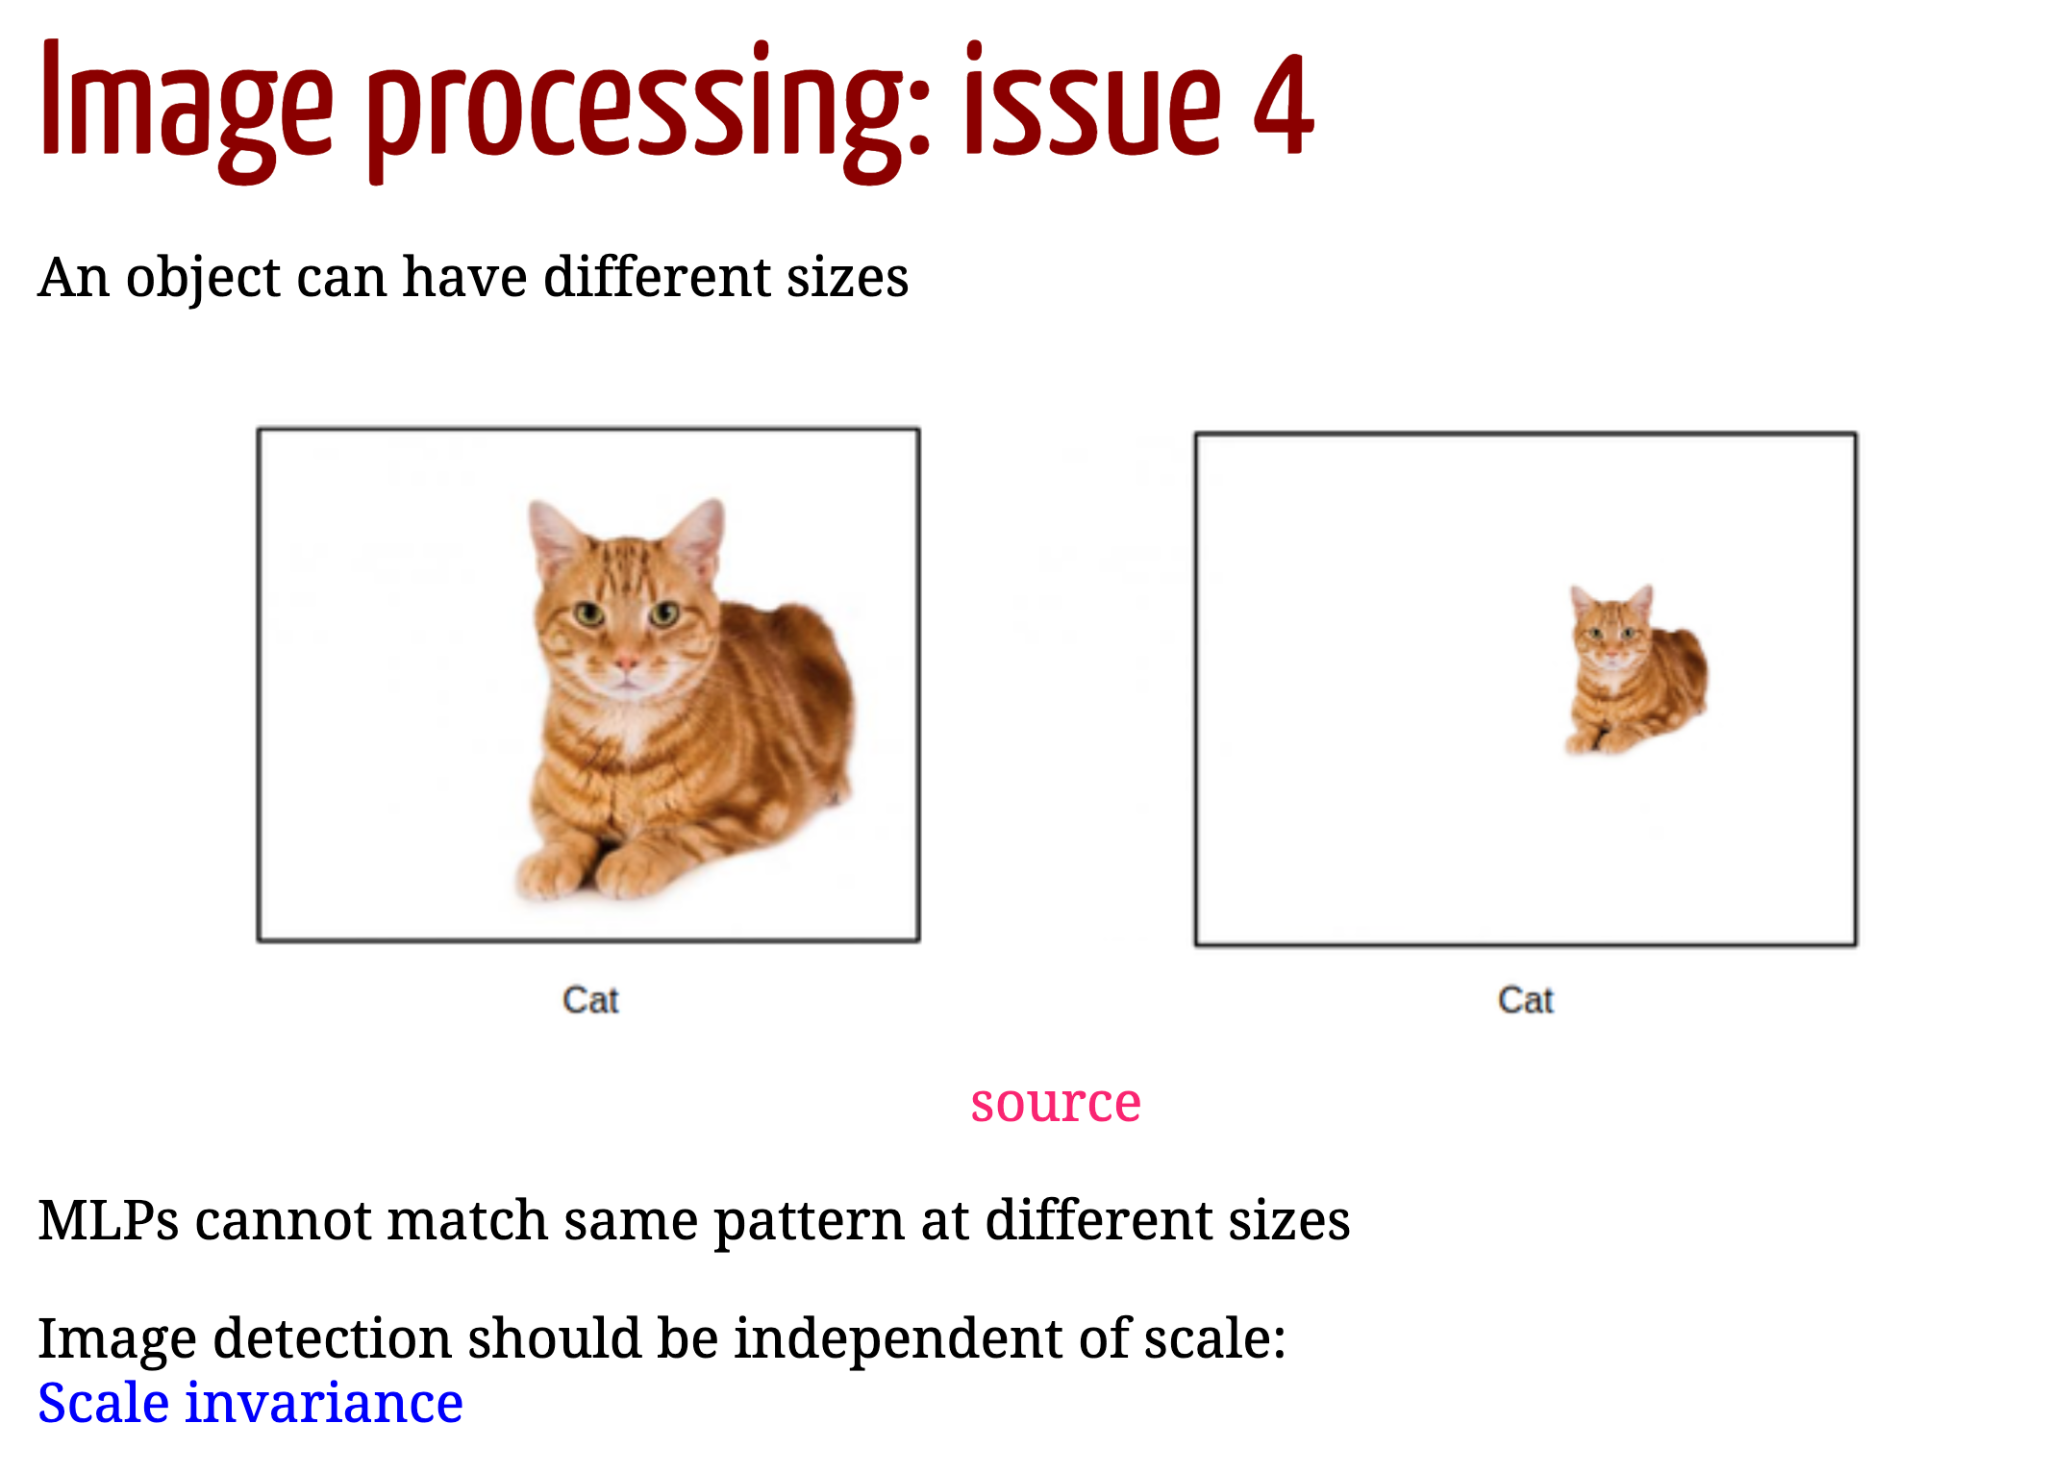 Image processing: issue 4
An object can have different sizes
Cat
Cat
source
MLPs cannot match same pattern at different sizes
Image detection should be independent of scale:
Scale invariance